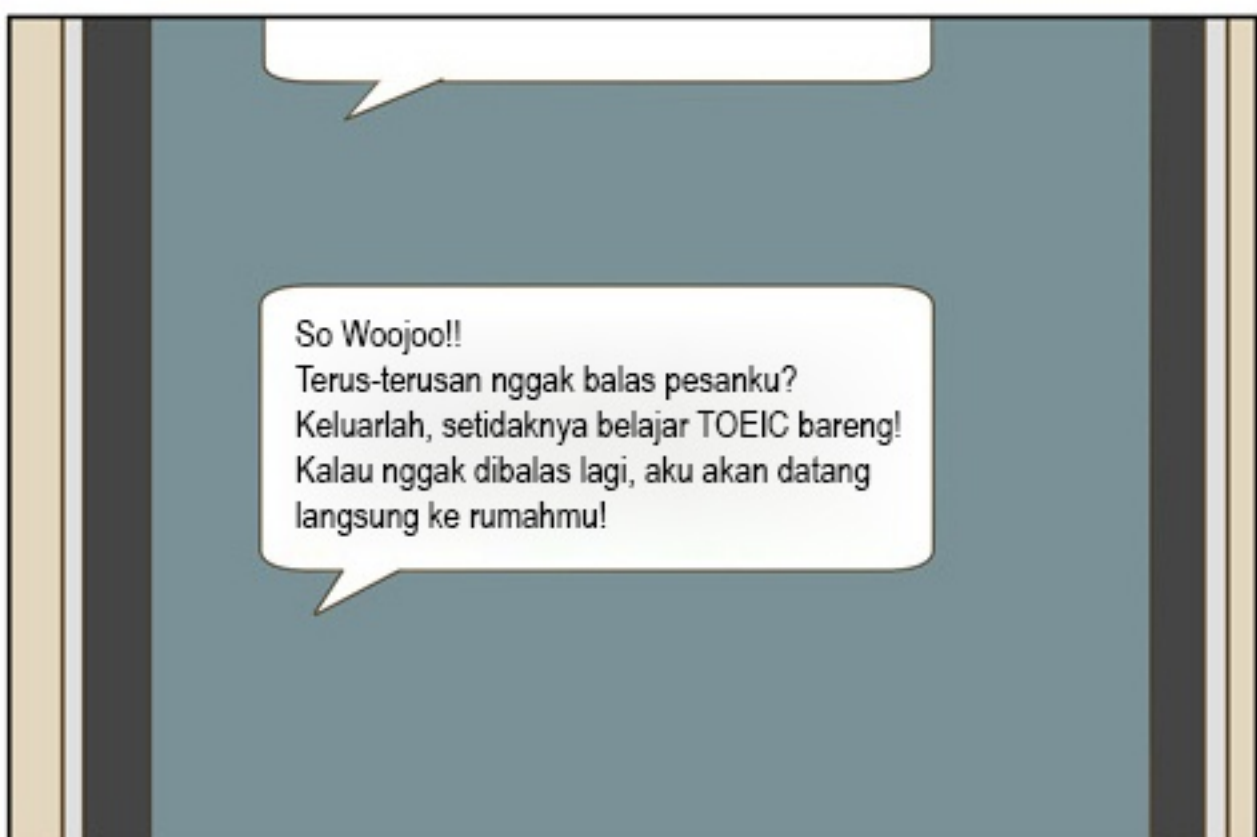 So Woojoo!!
Terus-terusan nggak balas pesanku?
Keluarlah, setidaknya belajar TOEIC bareng!
Kalau nggak dibalas lagi, aku akan datang
langsung ke rumahmu!